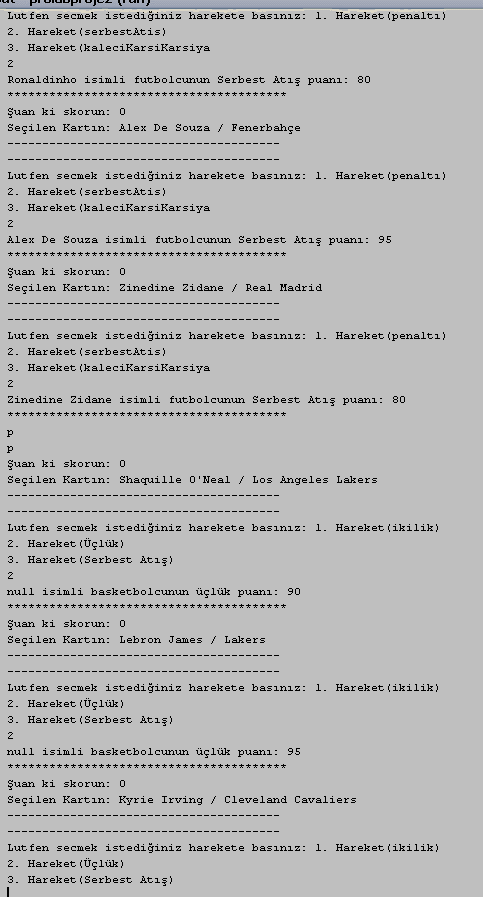 Lutfen secmek istediğiniz harekete basınız: 1. Hareket(penaltı)
2. Hareket(serbestAtis)
3. Hareket(kaleciKarsiKarsiya
2
Ronaldinho isimli futbolcunun Serbest Atış puanı: 80
****************************************
Şuan ki skorun: 0
Seçilen Kartın: Alex De Souza / Fenerbahçe
---------------------------------------
---------------------------------------
Lutfen secmek istediğiniz harekete basınız: 1. Hareket(penaltı)
2. Hareket(serbestAtis)
3. Hareket(kaleciKarsiKarsiya
2
Alex De Souza isimli futbolcunun Serbest Atış puanı: 95
****************************************
Şuan ki skorun: 0
Seçilen Kartın: Zinedine Zidane / Real Madrid
---------------------------------------
---------------------------------------
Lutfen secmek istediğiniz harekete basınız: 1. Hareket(penaltı)
2. Hareket(serbestAtis)
3. Hareket(kaleciKarsiKarsiya
2
Zinedine Zidane isimli futbolcunun Serbest Atış puanı: 80
****************************************
p
p
Şuan ki skorun: 0
Seçilen Kartın: Shaquille O'Neal / Los Angeles Lakers
---------------------------------------
---------------------------------------
Lutfen secmek istediğiniz harekete basınız: 1. Hareket(ikilik)
2. Hareket(Üçlük)
3. Hareket(Serbest Atış)
2
null isimli basketbolcunun üçlük puanı: 90
****************************************
Şuan ki skorun: 0
Seçilen Kartın: Lebron James / Lakers
---------------------------------------
---------------------------------------
Lutfen secmek istediğiniz harekete basınız: 1. Hareket(ikilik)
2. Hareket(Üçlük)
3. Hareket(Serbest Atış)
2
null isimli basketbolcunun üçlük puanı: 95
****************************************
Şuan ki skorun: 0
Seçilen Kartın: Kyrie Irving / Cleveland Cavaliers
---------------------------------------
---------------------------------------
Lutfen secmek istediğiniz harekete basınız: 1. Hareket(ikilik)
2. Hareket(Üçlük)
3. Hareket(Serbest Atış)